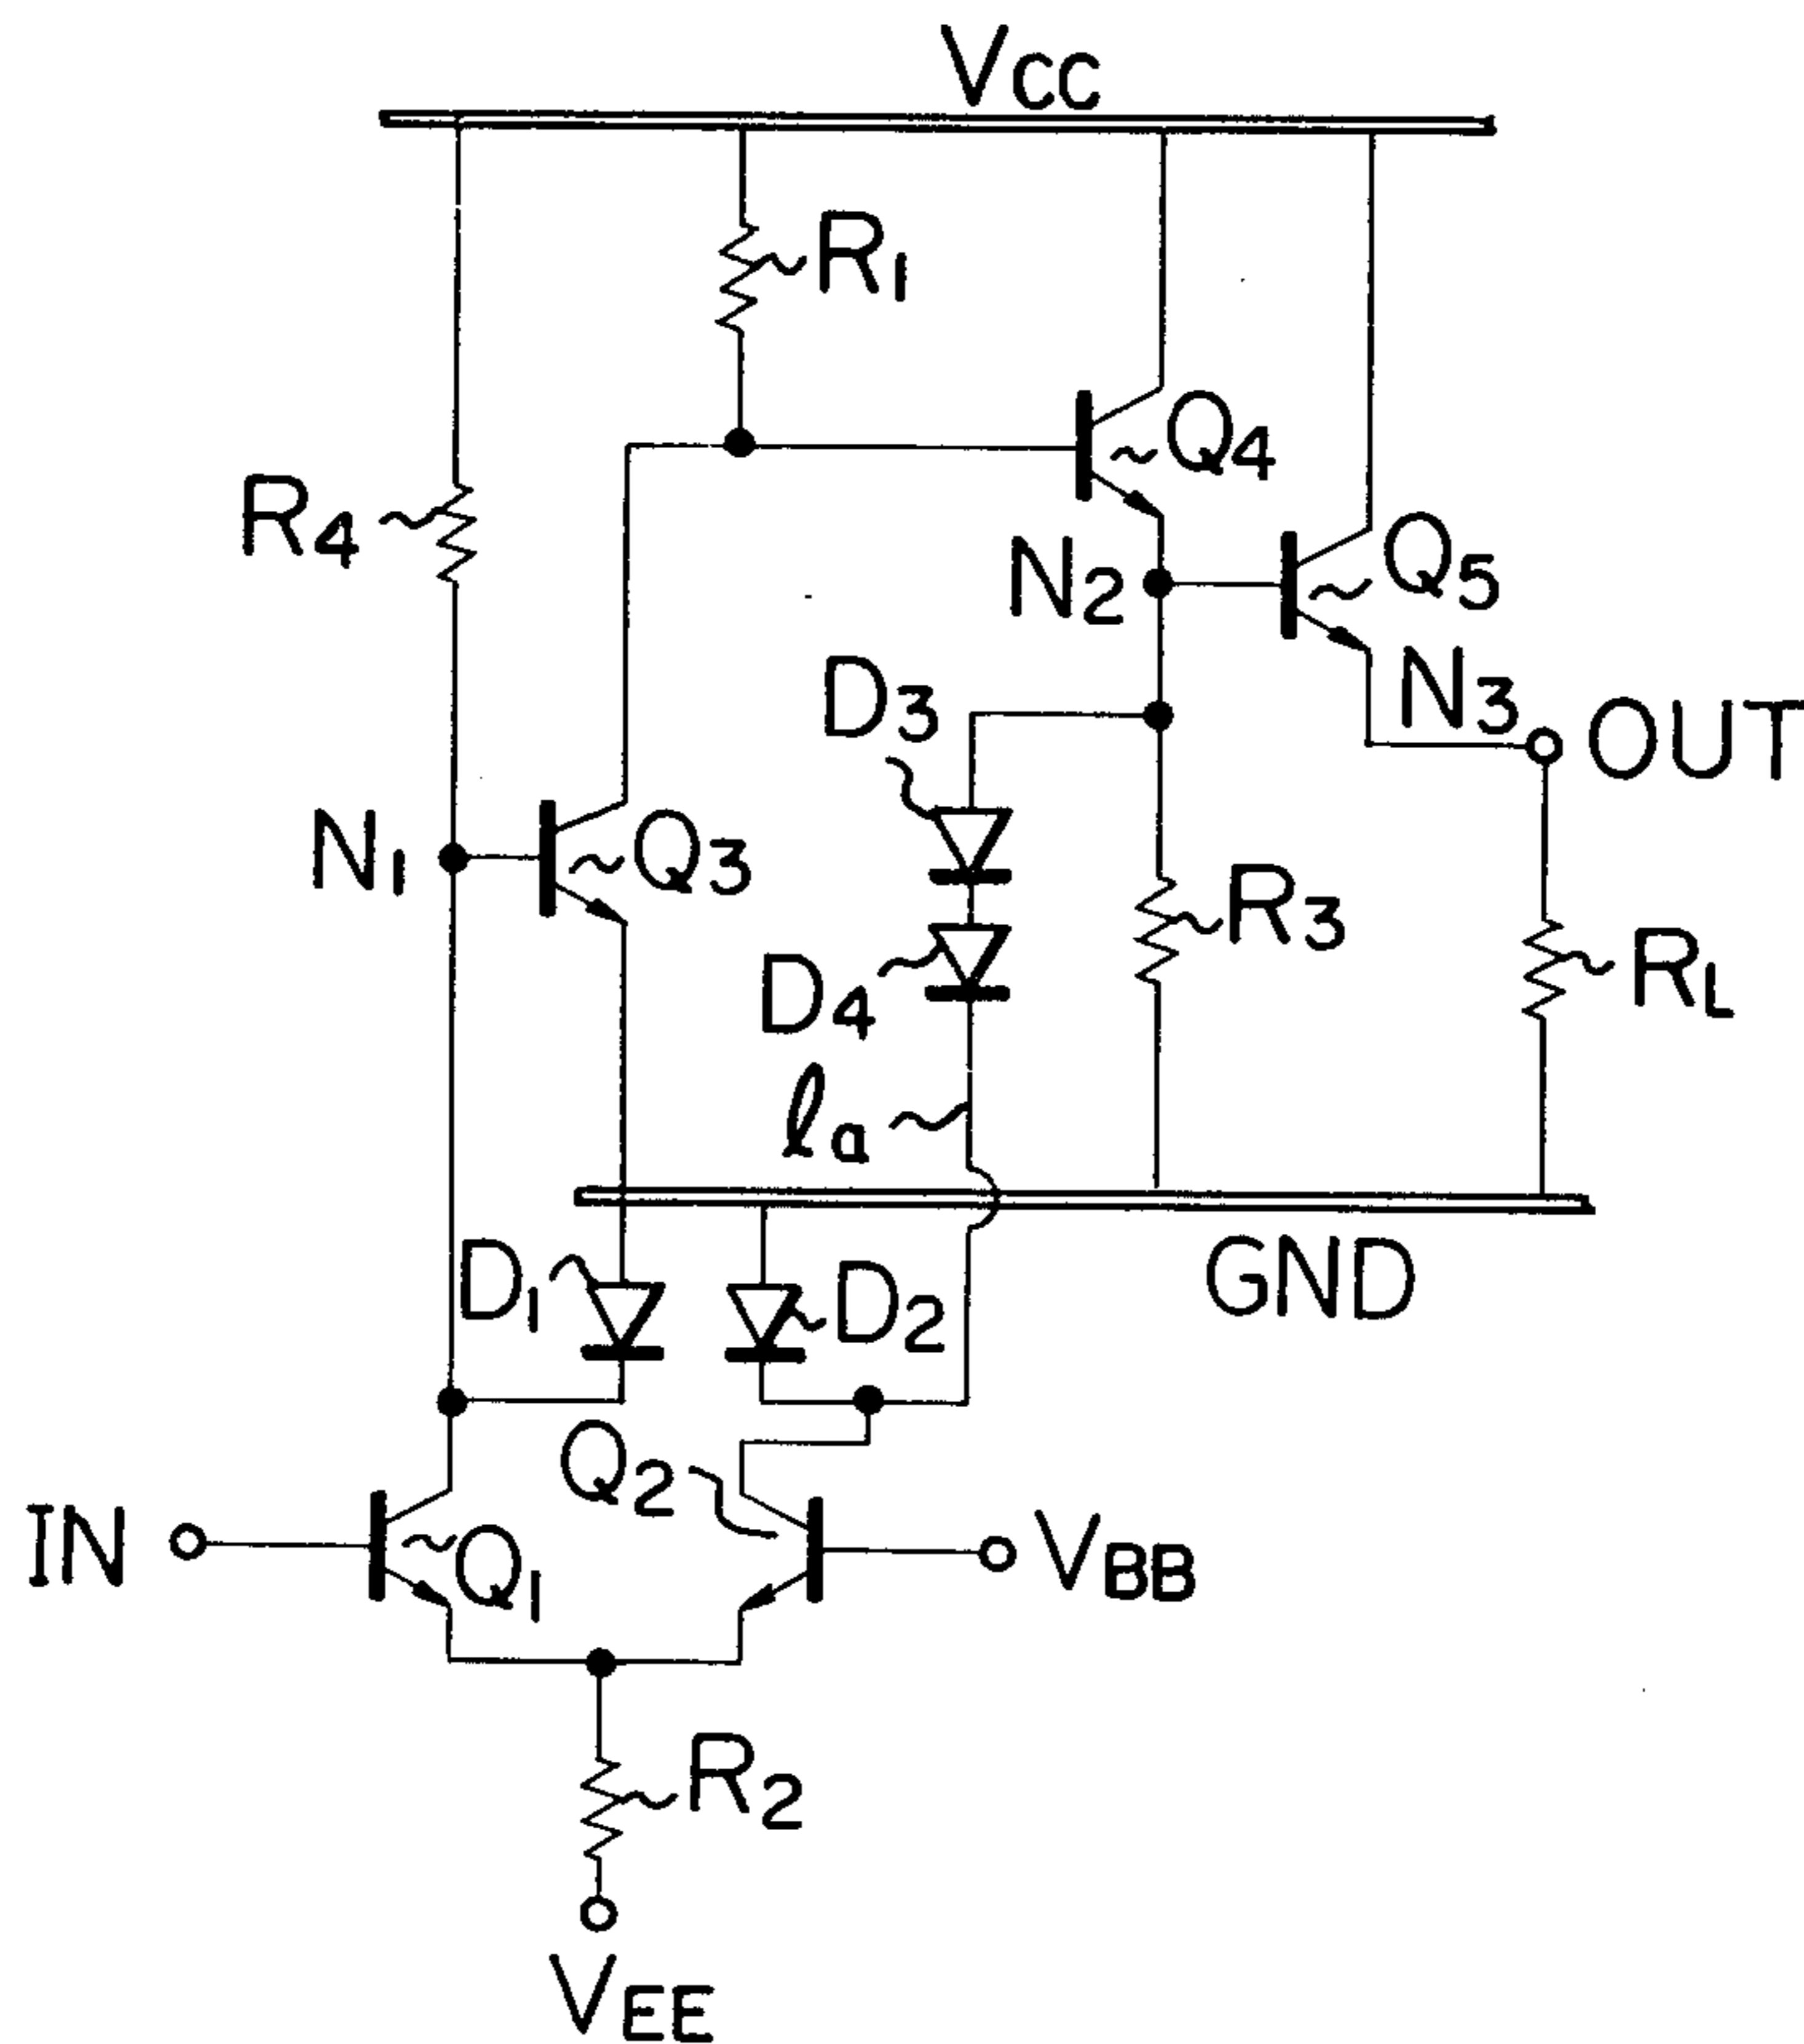 VCC
R1
Q4
R4
N2
Q5
D3
N3
OUT
N1
Q3
R3
D4
RL
ℓa
D1
D2
GND
Q2
IN
Q1
VBB
R2
VEE